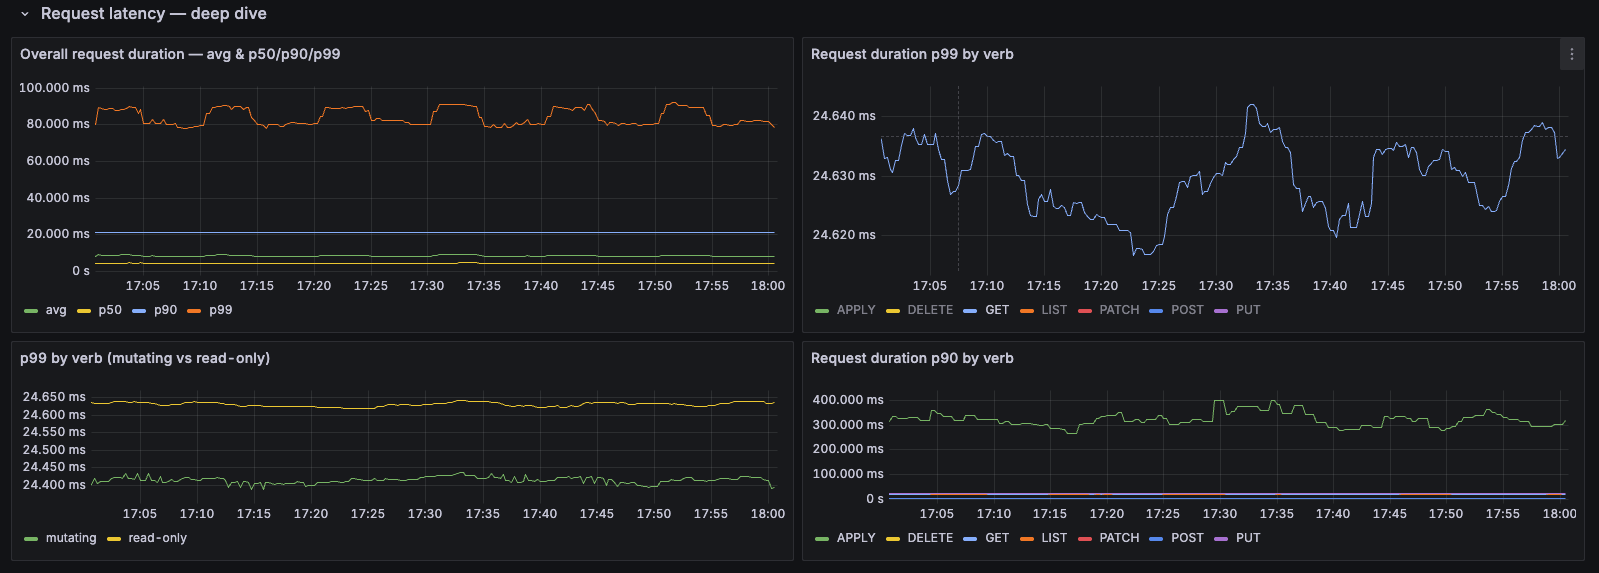 Request latency — deep dive
Overall request duration — avg & p50/p90/p99
100.000 ms
80.000 ms
60.000 ms
40.000 ms
20.000 ms
0 s
17:05 17:10 17:15 17:20 17:25 17:30 17:35 17:40 17:45 17:50 17:55 18:00
avg p50 p90 p99
Request duration p99 by verb
24.640 ms
24.630 ms
24.620 ms
17:05 17:10 17:15 17:20 17:25 17:30 17:35 17:40 17:45 17:50 17:55 18:00
APPLY DELETE GET LIST PATCH POST PUT
p99 by verb (mutating vs read-only)
24.650 ms
24.600 ms
24.550 ms
24.500 ms
24.450 ms
24.400 ms
17:05 17:10 17:15 17:20 17:25 17:30 17:35 17:40 17:45 17:50 17:55 18:00
mutating read-only
Request duration p90 by verb
400.000 ms
300.000 ms
200.000 ms
100.000 ms
0 s
17:05 17:10 17:15 17:20 17:25 17:30 17:35 17:40 17:45 17:50 17:55 18:00
APPLY DELETE GET LIST PATCH POST PUT